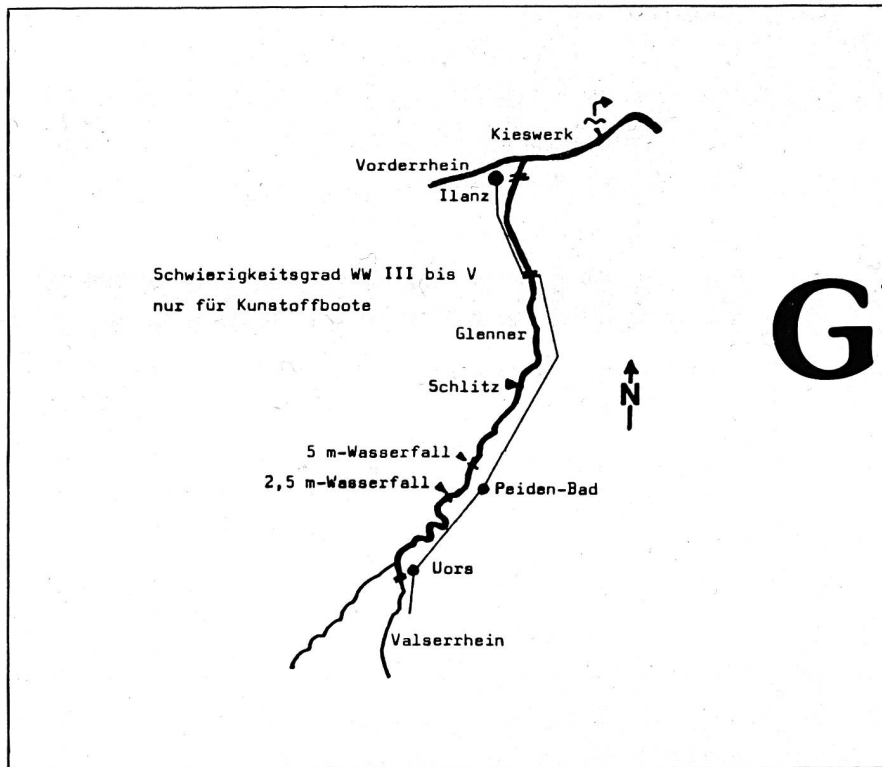 Kieswerk
Vorderrhein
Ilanz
Schwierigkeitsgrad WW III bis V
nur für Kunstoffboote
Glenner
G
Schlitz
N
5 m-Wasserfall
2,5 m-Wasserfall
Peiden-Bad
Uors
Valserrhein